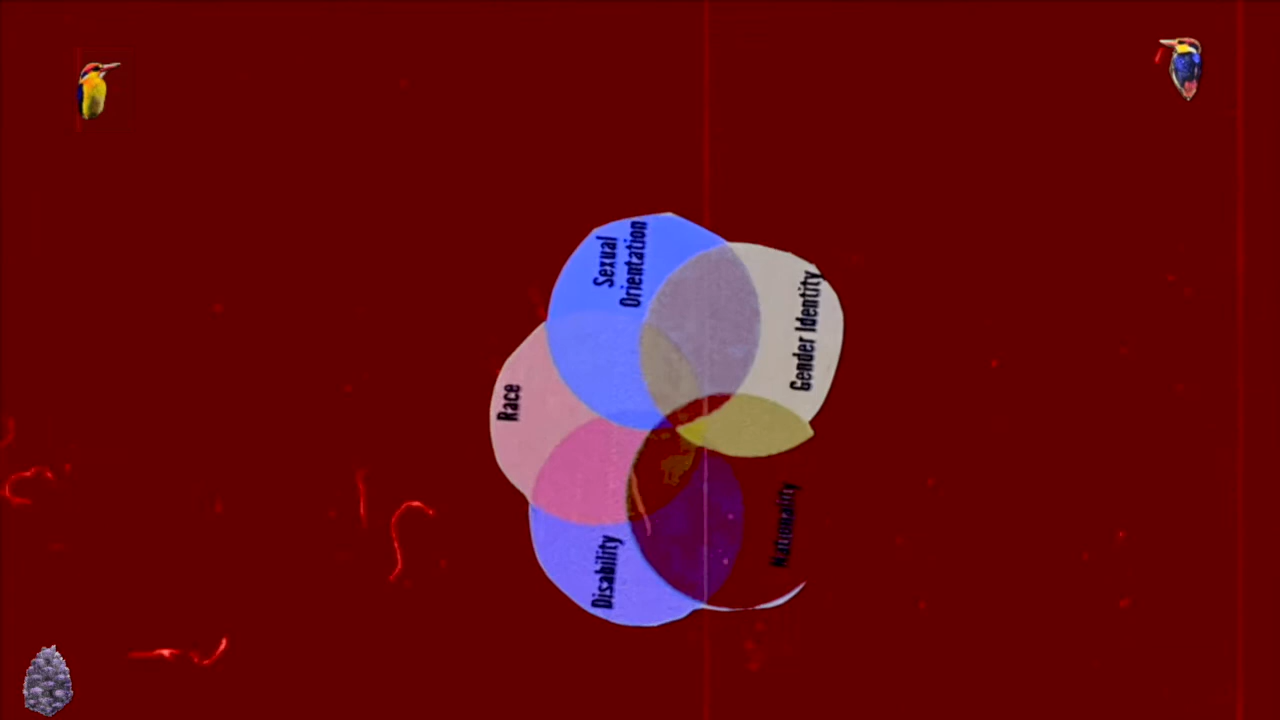 Sexual
Orientation
Gender Identity
Race
Disability
Nationality